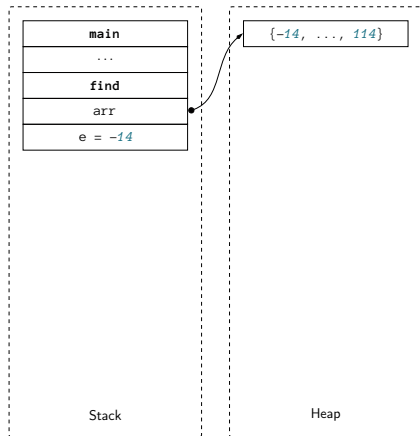 main
...
find
arr
e = -14
{-14, ..., 114}
Stack
Heap